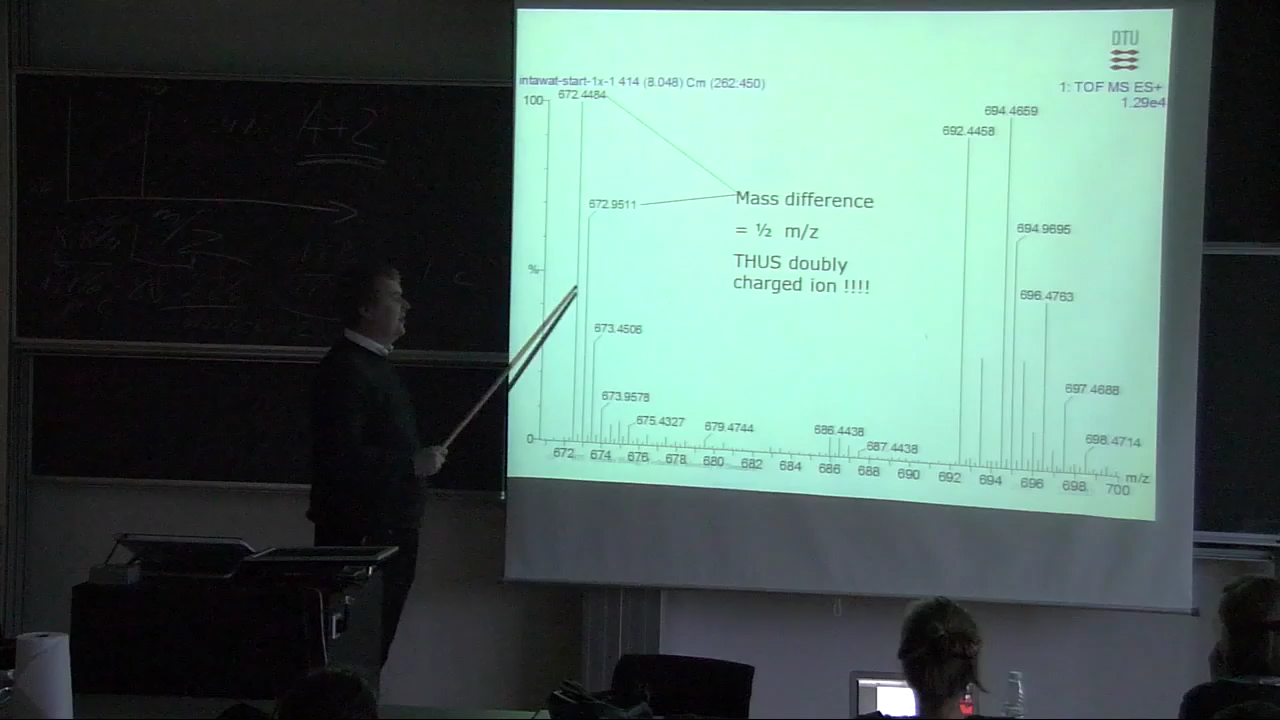 DTU
intawat-start-1x-1 414 (8.048) Cm (262:450)
1: TOF MS ES+
1.29e4
100
672.4484
694.4659
692.4458
672.9511
Mass difference
= ½ m/z
THUS doubly
charged ion !!!!
694.9695
%
696.4763
673.4506
673.9578
697.4688
675.4327
679.4744
686.4438
687.4438
698.4714
0
672 674 676 678 680 682 684 686 688 690 692 694 696 698 700 m/z
A+2
m/z